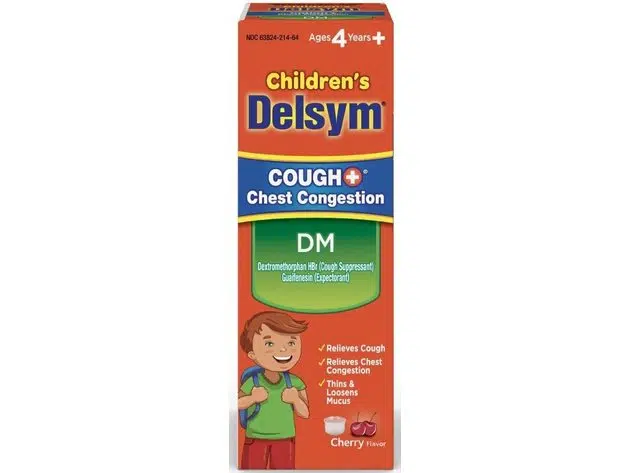 NDC 63824-214-64
Ages 4 Years+
Children's
Delsym®
COUGH+®
Chest Congestion
DM
Dextromethorphan HBr (Cough Suppressant)
Guaifenesin (Expectorant)
✓ Relieves Cough
✓ Relieves Chest
Congestion
✓ Thins &
Loosens
Mucus
Cherry Flavor